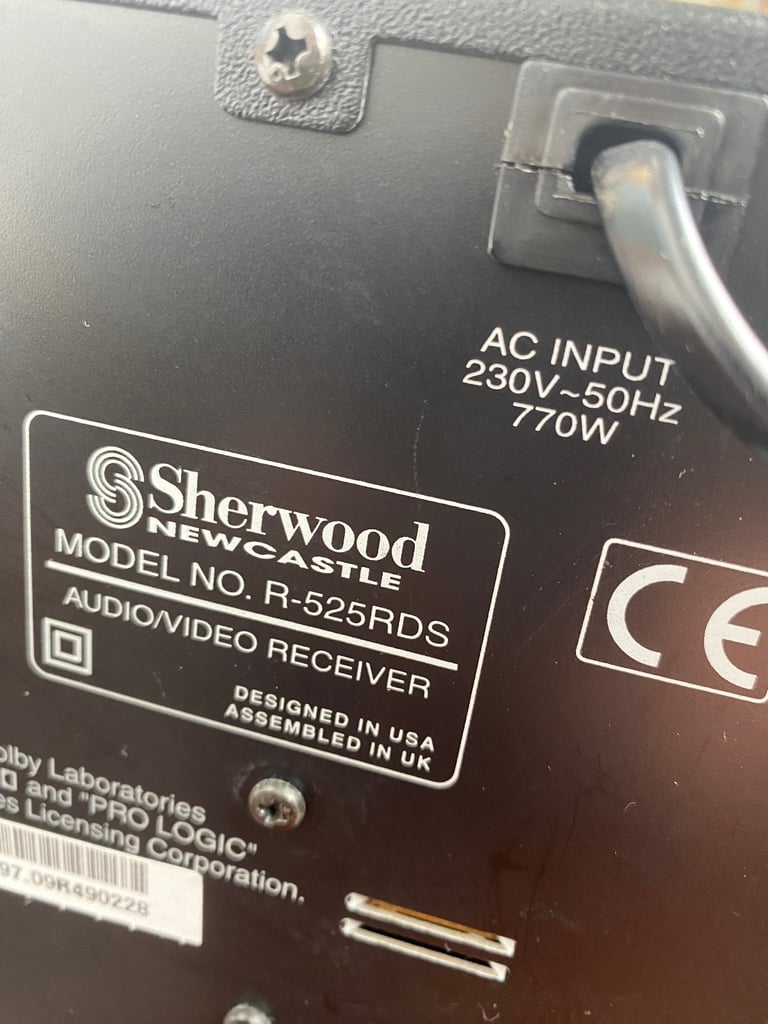 AC INPUT
230V~50Hz
770W
Sherwood
NEWCASTLE
MODEL NO. R-525RDS
AUDIO/VIDEO RECEIVER
DESIGNED IN USA
ASSEMBLED IN UK
CE
Laboratories
and "PRO LOGIC"
Licensing Corporation.
97.09R490228